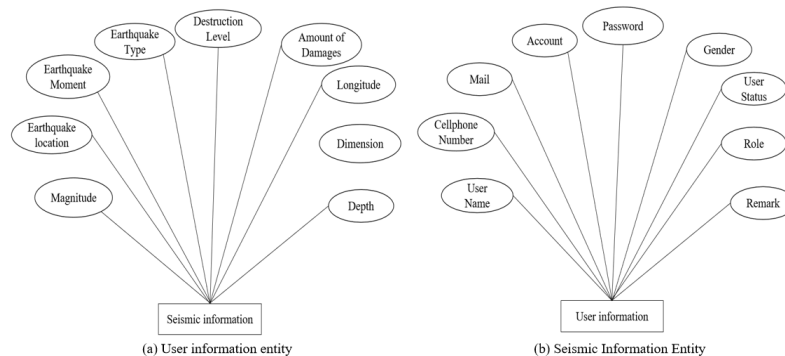 Earthquake
Type
Destruction
Level
Amount of
Damages
Earthquake
Moment
Longitude
Earthquake
location
Dimension
Magnitude
Depth
Seismic information
(a) User information entity
Password
Account
Gender
Mail
User
Status
Cellphone
Number
Role
User
Name
Remark
User information
(b) Seismic Information Entity